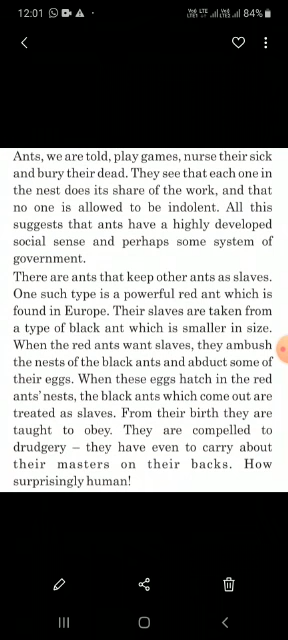 12:01
84%
Ants, we are told, play games, nurse their sick
and bury their dead. They see that each one in
the nest does its share of the work, and that
no one is allowed to be indolent. All this
suggests that ants have a highly developed
social sense and perhaps some system of
government.
There are ants that keep other ants as slaves.
One such type is a powerful red ant which is
found in Europe. Their slaves are taken from
a type of black ant which is smaller in size.
When the red ants want slaves, they ambush
the nests of the black ants and abduct some of
their eggs. When these eggs hatch in the red
ants' nests, the black ants which come out are
treated as slaves. From their birth they are
taught to obey. They are compelled to
drudgery – they have even to carry about
their masters on their backs. How
surprisingly human!